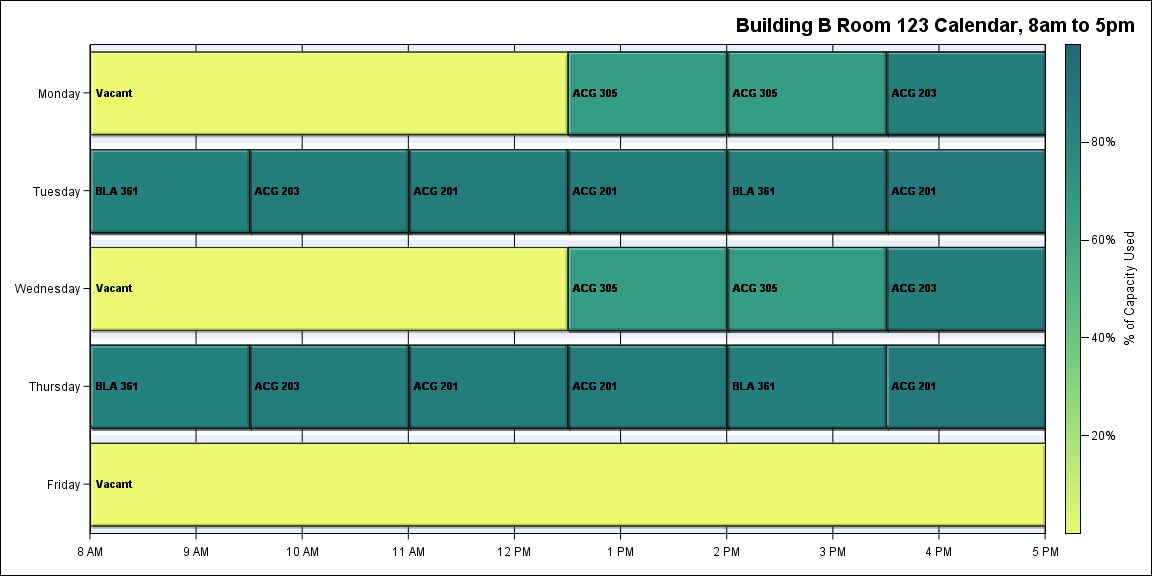 Building B Room 123 Calendar, 8am to 5pm
Monday
Vacant
ACG 305
ACG 305
ACG 203
Tuesday
BLA 361
ACG 203
ACG 201
ACG 201
BLA 361
ACG 201
Wednesday
Vacant
ACG 305
ACG 305
ACG 203
Thursday
BLA 361
ACG 203
ACG 201
ACG 201
BLA 361
ACG 201
Friday
Vacant
8 AM
9 AM
10 AM
11 AM
12 PM
1 PM
2 PM
3 PM
4 PM
5 PM
80%
60%
40%
20%
% of Capacity Used